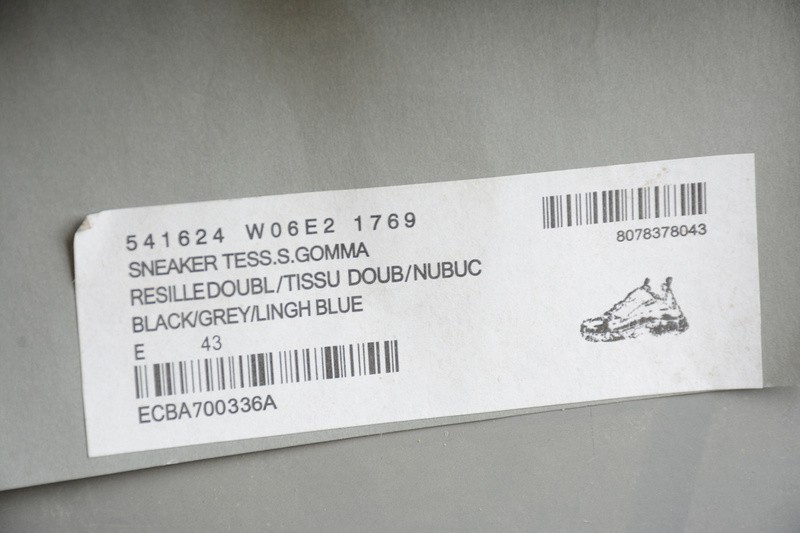 541624 W06E2 1769
8078378043
SNEAKER TESS.S.GOMMA
RESILLEDOUBL/TISSU DOUB/NUBUC
BLACK/GREY/LINGH BLUE
E 43
ECBA700336A